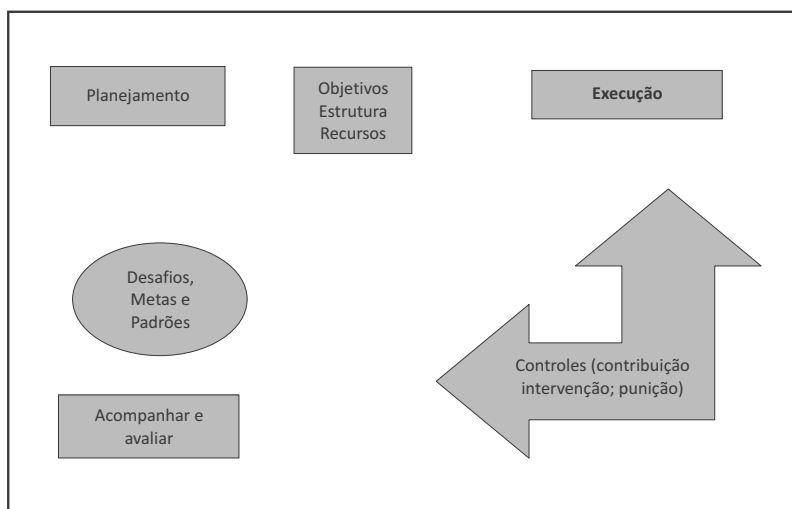 Planejamento
Objetivos
Estrutura
Recursos
Execução
Desafios,
Metas e
Padrões
Controles (contribuição
intervenção; punição)
Acompanhar e
avaliar